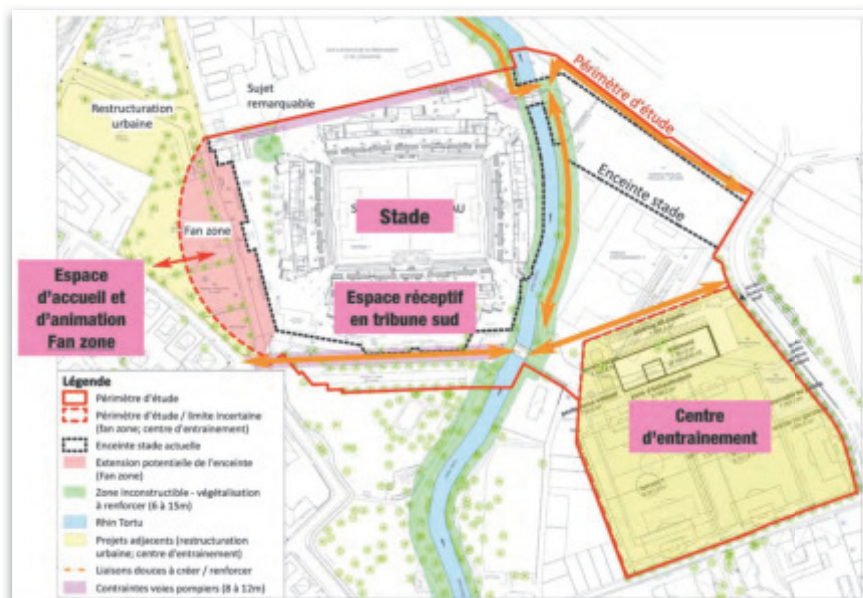 Restructuration
urbaine
Sujet
remarquable
Périmètre d'étude
Enceinte stade
Fan zone
Stade
AU
Espace
d'accueil et
d'animation
Fan zone
Espace réceptif
en tribune sud
Centre
d'entrainement
Légende
Périmètre d'étude
Périmètre d'étude / limite incertaine
(fan zone; centre d'entrainement)
Enceinte stade actuelle
Extension potentielle de l'enceinte
(Fan zone)
Zone inconstructible - végétalisation
à renforcer (6 à 15m)
Rhin Tortu
Projets adjacents (restructuration
urbaine; centre d'entrainement)
Liaisons douces à créer / renforcer
Contraintes voies pompiers (8 à 12m)